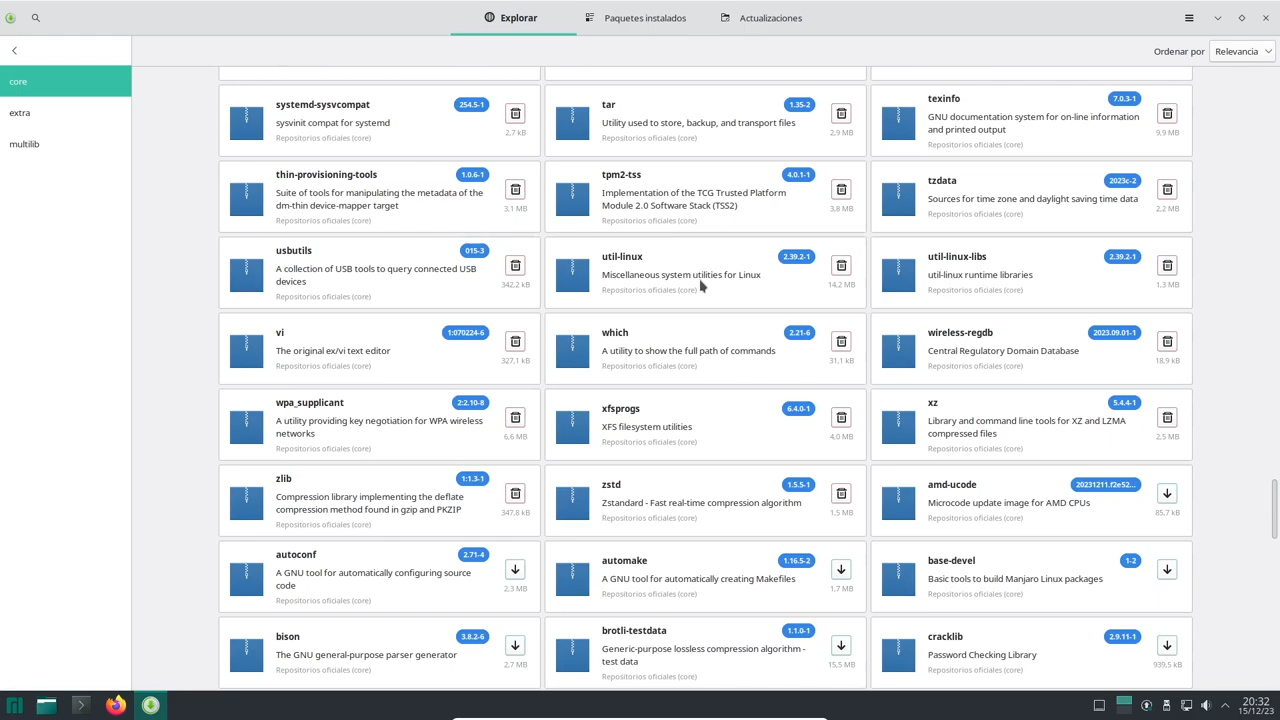 Explorar
Paquetes instalados
Actualizaciones
Ordenar por
Relevancia
core
extra
multilib
systemd-sysvcompat
254.5-1
sysvinit compat for systemd
Repositorios oficiales (core)
2,7 kB
tar
1.35-2
Utility used to store, backup, and transport files
Repositorios oficiales (core)
2,9 MB
texinfo
7.0.3-1
GNU documentation system for on-line information
and printed output
Repositorios oficiales (core)
9,9 MB
thin-provisioning-tools
1.0.6-1
Suite of tools for manipulating the metadata of the
dm-thin device-mapper target
Repositorios oficiales (core)
3,1 MB
tpm2-tss
4.0.1-1
Implementation of the TCG Trusted Platform
Module 2.0 Software Stack (TSS2)
Repositorios oficiales (core)
3,8 MB
tzdata
2023c-2
Sources for time zone and daylight saving time data
Repositorios oficiales (core)
2,2 MB
usbutils
015-3
A collection of USB tools to query connected USB
devices
Repositorios oficiales (core)
342,2 kB
util-linux
2.39.2-1
Miscellaneous system utilities for Linux
Repositorios oficiales (core)
14,2 MB
util-linux-libs
2.39.2-1
util-linux runtime libraries
Repositorios oficiales (core)
1,3 MB
vi
1:070224-6
The original ex/vi text editor
Repositorios oficiales (core)
327,1 kB
which
2.21-6
A utility to show the full path of commands
Repositorios oficiales (core)
31,1 kB
wireless-regdb
2023.09.01-1
Central Regulatory Domain Database
Repositorios oficiales (core)
18,9 kB
wpa_supplicant
2:2.10-8
A utility providing key negotiation for WPA wireless
networks
Repositorios oficiales (core)
6,6 MB
xfsprogs
6.4.0-1
XFS filesystem utilities
Repositorios oficiales (core)
4,0 MB
xz
5.4.4-1
Library and command line tools for XZ and LZMA
compressed files
Repositorios oficiales (core)
2,5 MB
zlib
1:1.3-1
Compression library implementing the deflate
compression method found in gzip and PKZIP
Repositorios oficiales (core)
347,8 kB
zstd
1.5.5-1
Zstandard - Fast real-time compression algorithm
Repositorios oficiales (core)
1,5 MB
amd-ucode
20231211.f2e52...
Microcode update image for AMD CPUs
Repositorios oficiales (core)
85,7 kB
autoconf
2.71-4
A GNU tool for automatically configuring source
code
Repositorios oficiales (core)
2,3 MB
automake
1.16.5-2
A GNU tool for automatically creating Makefiles
Repositorios oficiales (core)
1,7 MB
base-devel
1-2
Basic tools to build Manjaro Linux packages
Repositorios oficiales (core)
bison
3.8.2-6
The GNU general-purpose parser generator
Repositorios oficiales (core)
2,7 MB
brotli-testdata
1.1.0-1
Generic-purpose lossless compression algorithm -
test data
Repositorios oficiales (core)
15,5 MB
cracklib
2.9.11-1
Password Checking Library
Repositorios oficiales (core)
939,5 kB
20:32
15/12/23